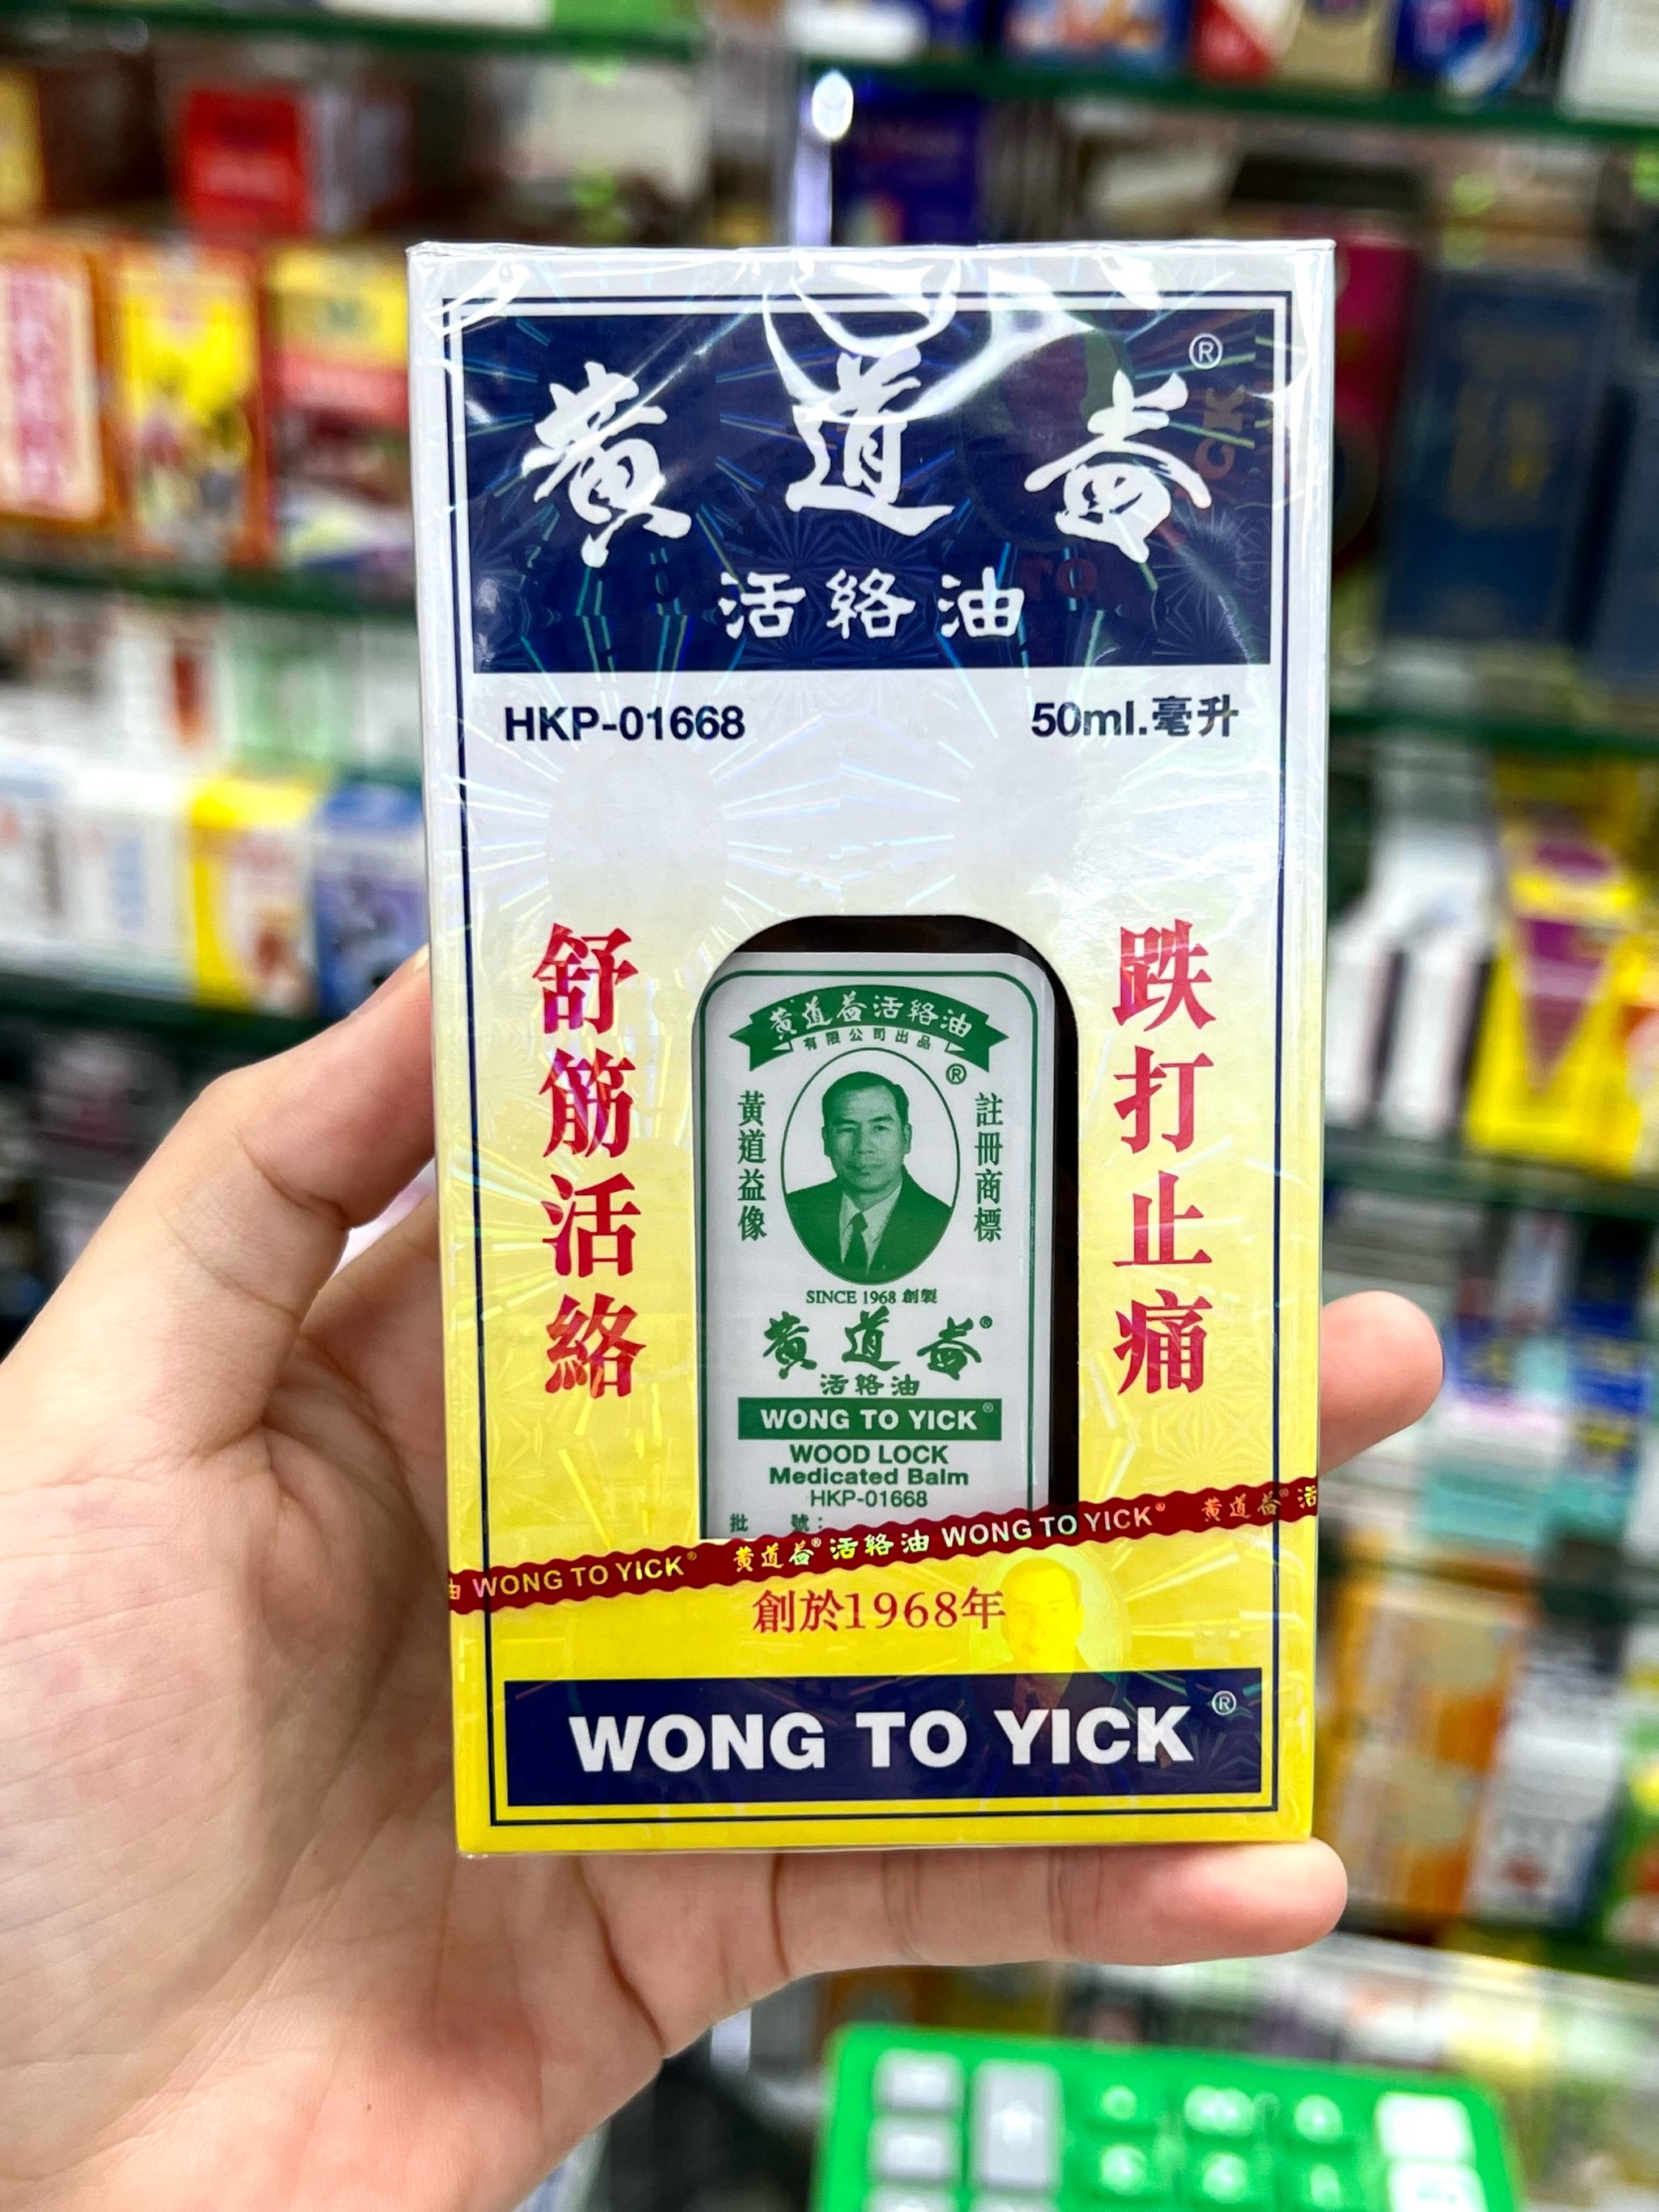 黃道益®
活絡油
HKP-01668
50ml.毫升
舒筋活絡
跌打止痛
黃道益活絡油
有限公司出品
®
黃道益像
註冊商標
SINCE 1968 創製
黃道益®
活絡油
WONG TO YICK®
WOOD LOCK
Medicated Balm
HKP-01668
批 號:
油 WONG TO YICK® 黃道益® 活絡油 WONG TO YICK® 黃道益® 活
創於1968年
WONG TO YICK®